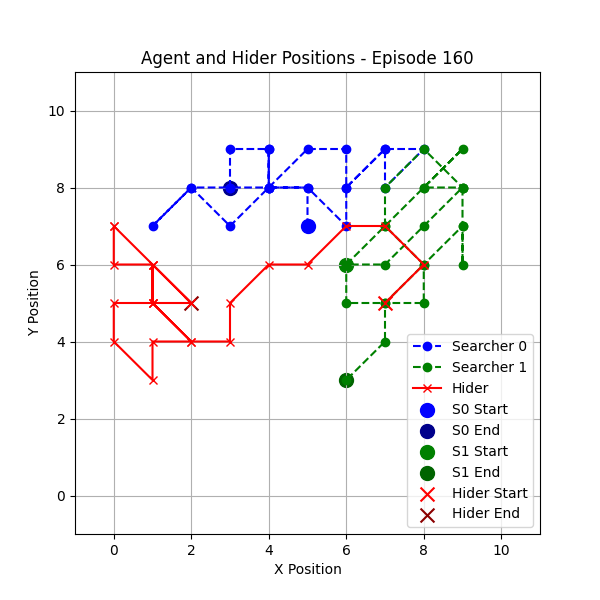 Agent and Hider Positions - Episode 160
Y Position
10
8
6
4
2
0
Searcher 0
Searcher 1
Hider
S0 Start
S0 End
S1 Start
S1 End
Hider Start
Hider End
0 2 4 6 8 10
X Position